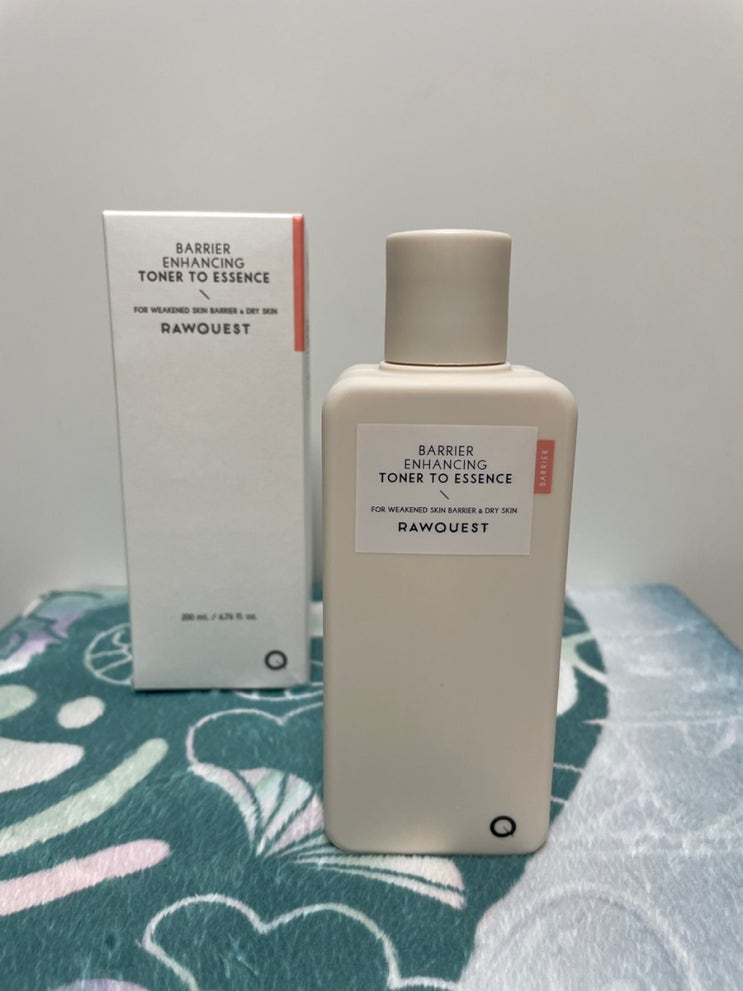 BARRIER
ENHANCING
TONER TO ESSENCE
FOR WEAKENED SKIN BARRIER & DRY SKIN
RAWQUEST
200 mL / 6.76 fl. oz.
BARRIER
ENHANCING
TONER TO ESSENCE
FOR WEAKENED SKIN BARRIER & DRY SKIN
RAWQUEST
BARRIER